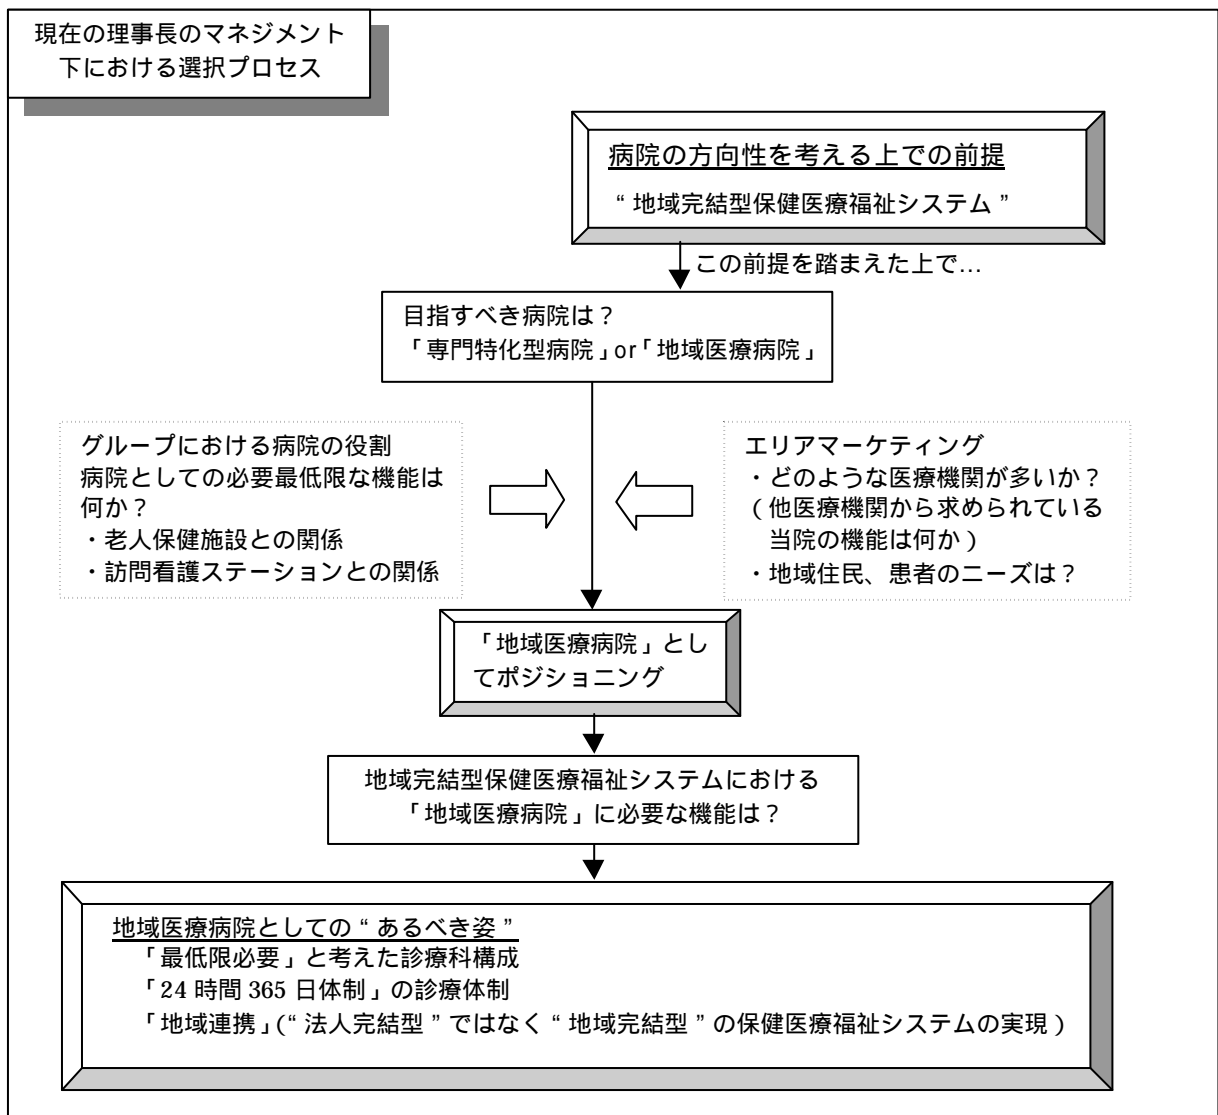 現在の理事長のマネジメント
下における選択プロセス
病院の方向性を考える上での前提
“地域完結型保健医療福祉システム”
この前提を踏まえた上で…
目指すべき病院は？
「専門特化型病院」or「地域医療病院」
グループにおける病院の役割
病院としての必要最低限な機能は
何か？
・老人保健施設との関係
・訪問看護ステーションとの関係
エリアマーケティング
・どのような医療機関が多いか？
（他医療機関から求められている
当院の機能は何か）
・地域住民、患者のニーズは？
「地域医療病院」とし
てポジショニング
地域完結型保健医療福祉システムにおける
「地域医療病院」に必要な機能は？
地域医療病院としての“あるべき姿”
「最低限必要」と考えた診療科構成
「24 時間 365 日体制」の診療体制
「地域連携」（“法人完結型”ではなく“地域完結型”の保健医療福祉システムの実現）